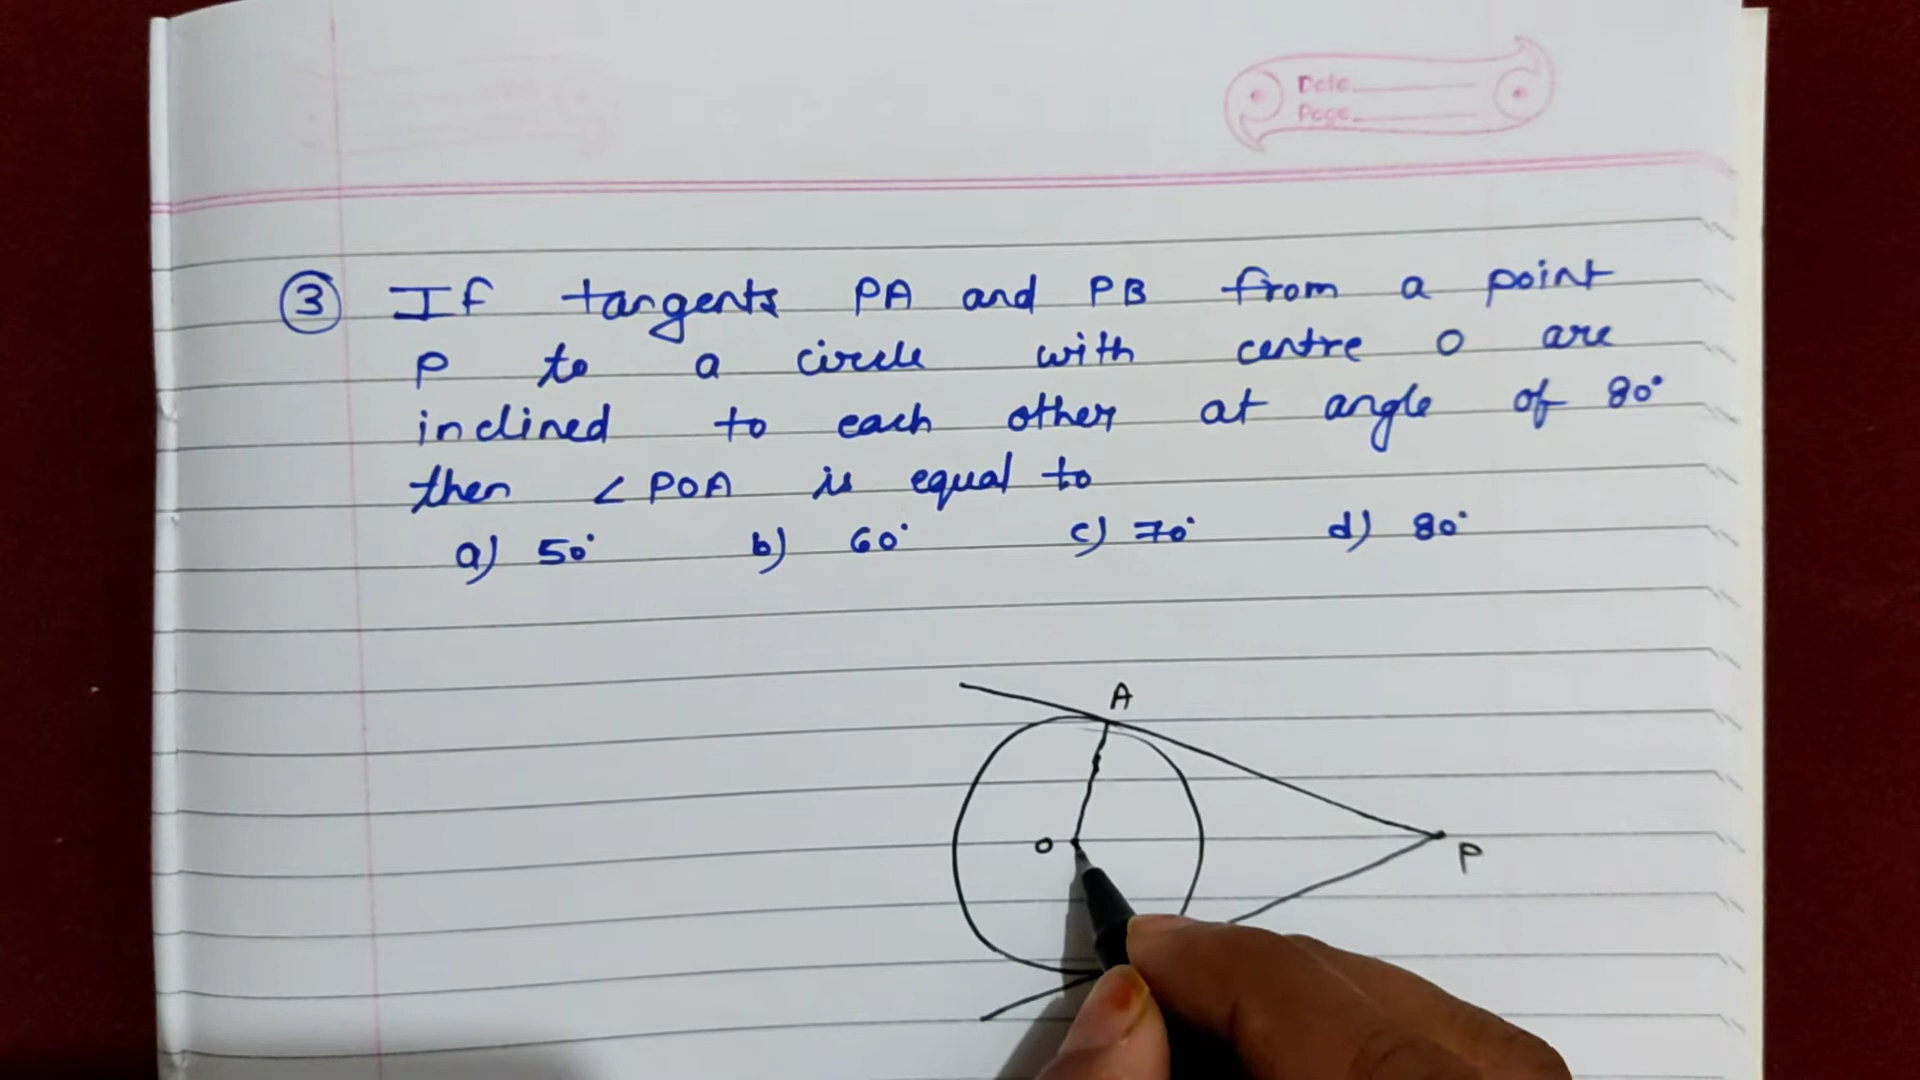 Date
Page
③ If tangents PA and PB from a point
P to a circle with centre O are
inclined to each other at angle of 80°
then ∠POA is equal to
a) 50° b) 60° c) 70° d) 80°
A
O
P